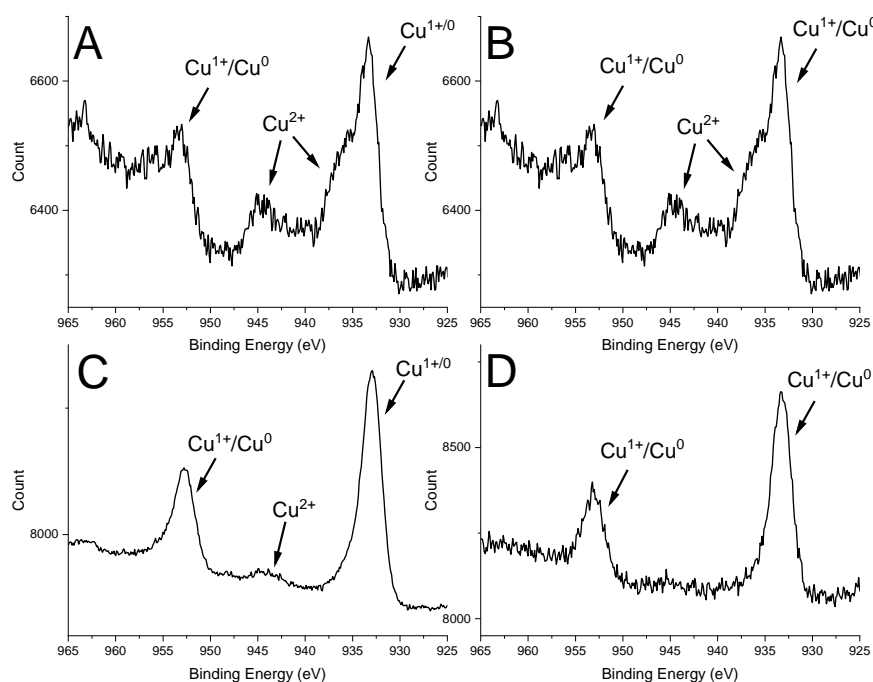 A
Cu¹⁺/⁰
Cu¹⁺/Cu⁰
Cu²⁺
6600
6400
Count
965 960 955 950 945 940 935 930 925
Binding Energy (eV)
B
Cu¹⁺/Cu⁰
Cu¹⁺/Cu⁰
Cu²⁺
6600
6400
Count
965 960 955 950 945 940 935 930 925
Binding Energy (eV)
C
Cu¹⁺/⁰
Cu¹⁺/Cu⁰
Cu²⁺
8000
Count
965 960 955 950 945 940 935 930 925
Binding Energy (eV)
D
Cu¹⁺/Cu⁰
Cu¹⁺/Cu⁰
8500
8000
Count
965 960 955 950 945 940 935 930 925
Binding Energy (eV)